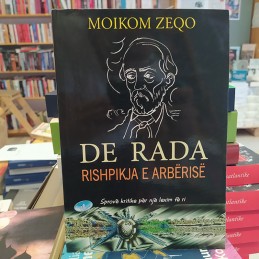 MOIKOM ZEQO
DE RADA
RISHPIKJA E ARBËRISË
Sprovë kritike për një lexim të ri